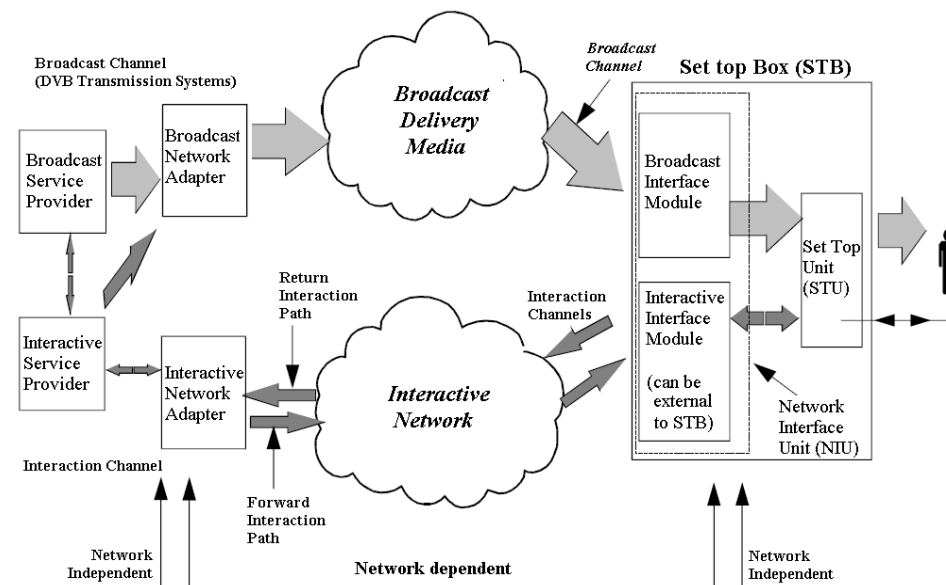 Broadcast Channel
(DVB Transmission Systems)
Broadcast
Service
Provider
Broadcast
Network
Adapter
Broadcast
Delivery
Media
Broadcast
Channel
Set top Box (STB)
Broadcast
Interface
Module
Set Top
Unit
(STU)
Interactive
Service
Provider
Interactive
Network
Adapter
Return
Interaction
Path
Interactive
Network
Interaction
Channels
Interactive
Interface
Module
(can be
external
to STB)
Network
Interface
Unit (NIU)
Interaction Channel
Forward
Interaction
Path
Network
Independent
Network dependent
Network
Independent